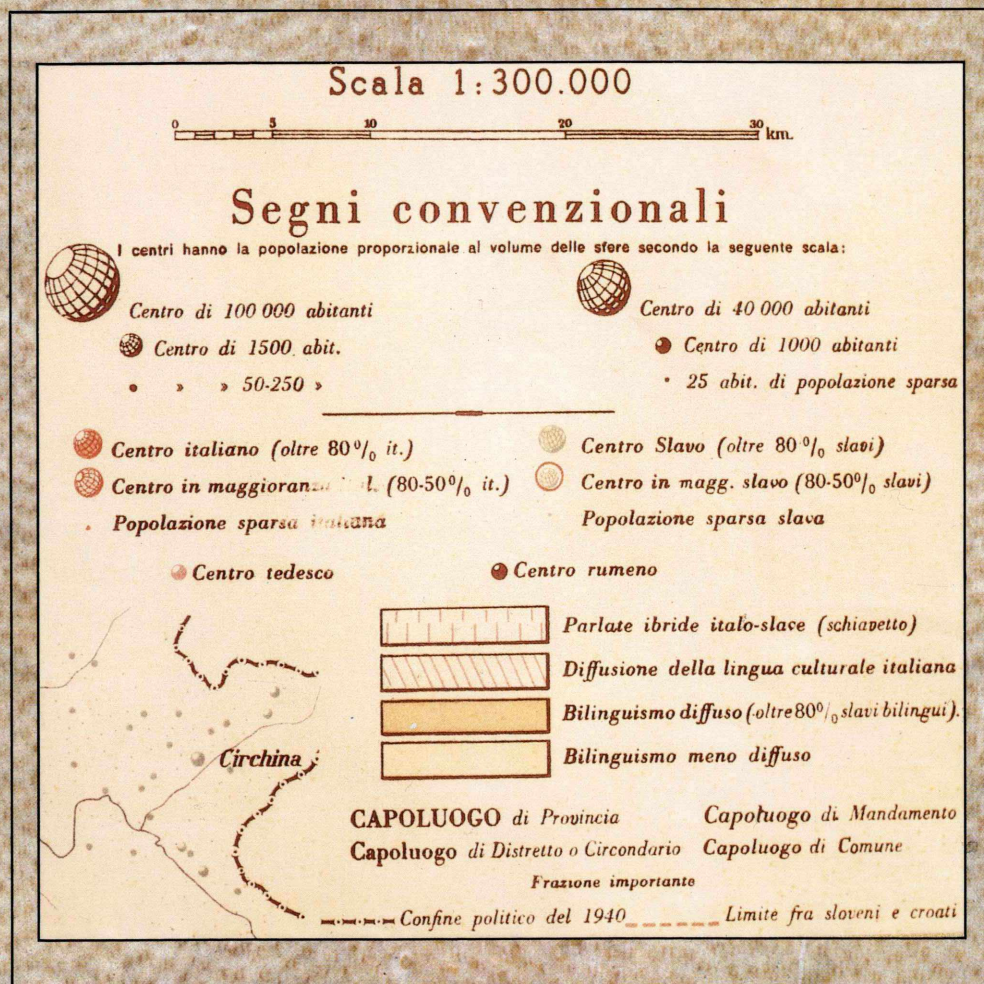 Scala 1:300.000
0 5 10 20 30 km.
Segni convenzionali
I centri hanno la popolazione proporzionale al volume delle sfere secondo la seguente scala:
Centro di 100 000 abitanti
Centro di 40 000 abitanti
Centro di 1500 abit.
Centro di 1000 abitanti
» » 50-250 »
25 abit. di popolazione sparsa
Centro italiano (oltre 80% it.)
Centro Slavo (oltre 80% slavi)
Centro in (80-50% it.)
Centro in magg. slavo (80-50% slavi)
Popolazione sparsa italiana
Popolazione sparsa slava
Centro tedesco
Centro rumeno
Parlate ibride italo-slave (schiavetto)
Diffusione della lingua culturale italiana
Bilinguismo diffuso (oltre 80% slavi bilingui).
Bilinguismo meno diffuso
Circhina
CAPOLUOGO di Provincia
Capoluogo di Mandamento
Capoluogo di Distretto o Circondario
Capoluogo di Comune
Frazione importante
Confine politico del 1940
Limite fra sloveni e croati